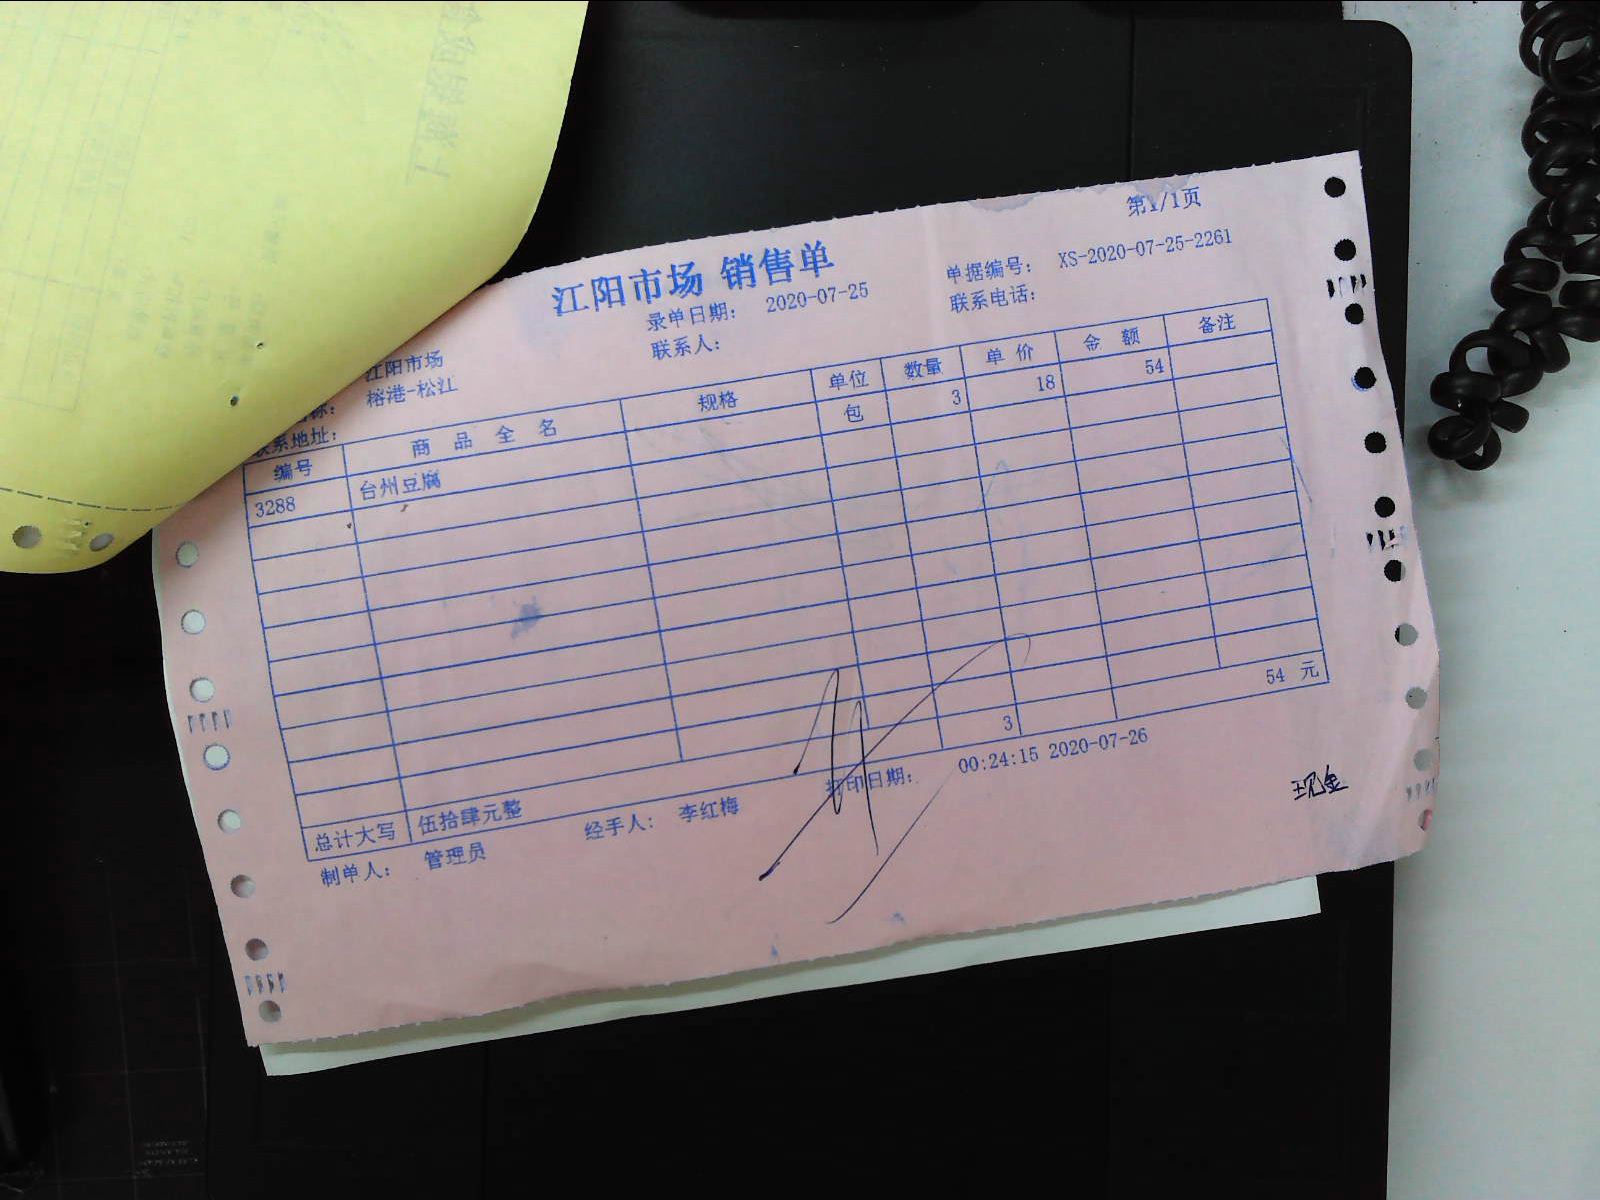 第1/1页
江阳市场 销售单
录单日期: 2020-07-25 单据编号: XS-2020-07-25-2261
江阳市场 联系人: 联系电话:
榕港-松江
联系地址:
编号 商品全名 规格 单位 数量 单价 金额 备注
3288 台州豆腐 包 3 18 54
3
总计大写 伍拾肆元整 54 元
制单人: 管理员 经手人: 李红梅 打印日期: 00:24:15 2020-07-26
现金